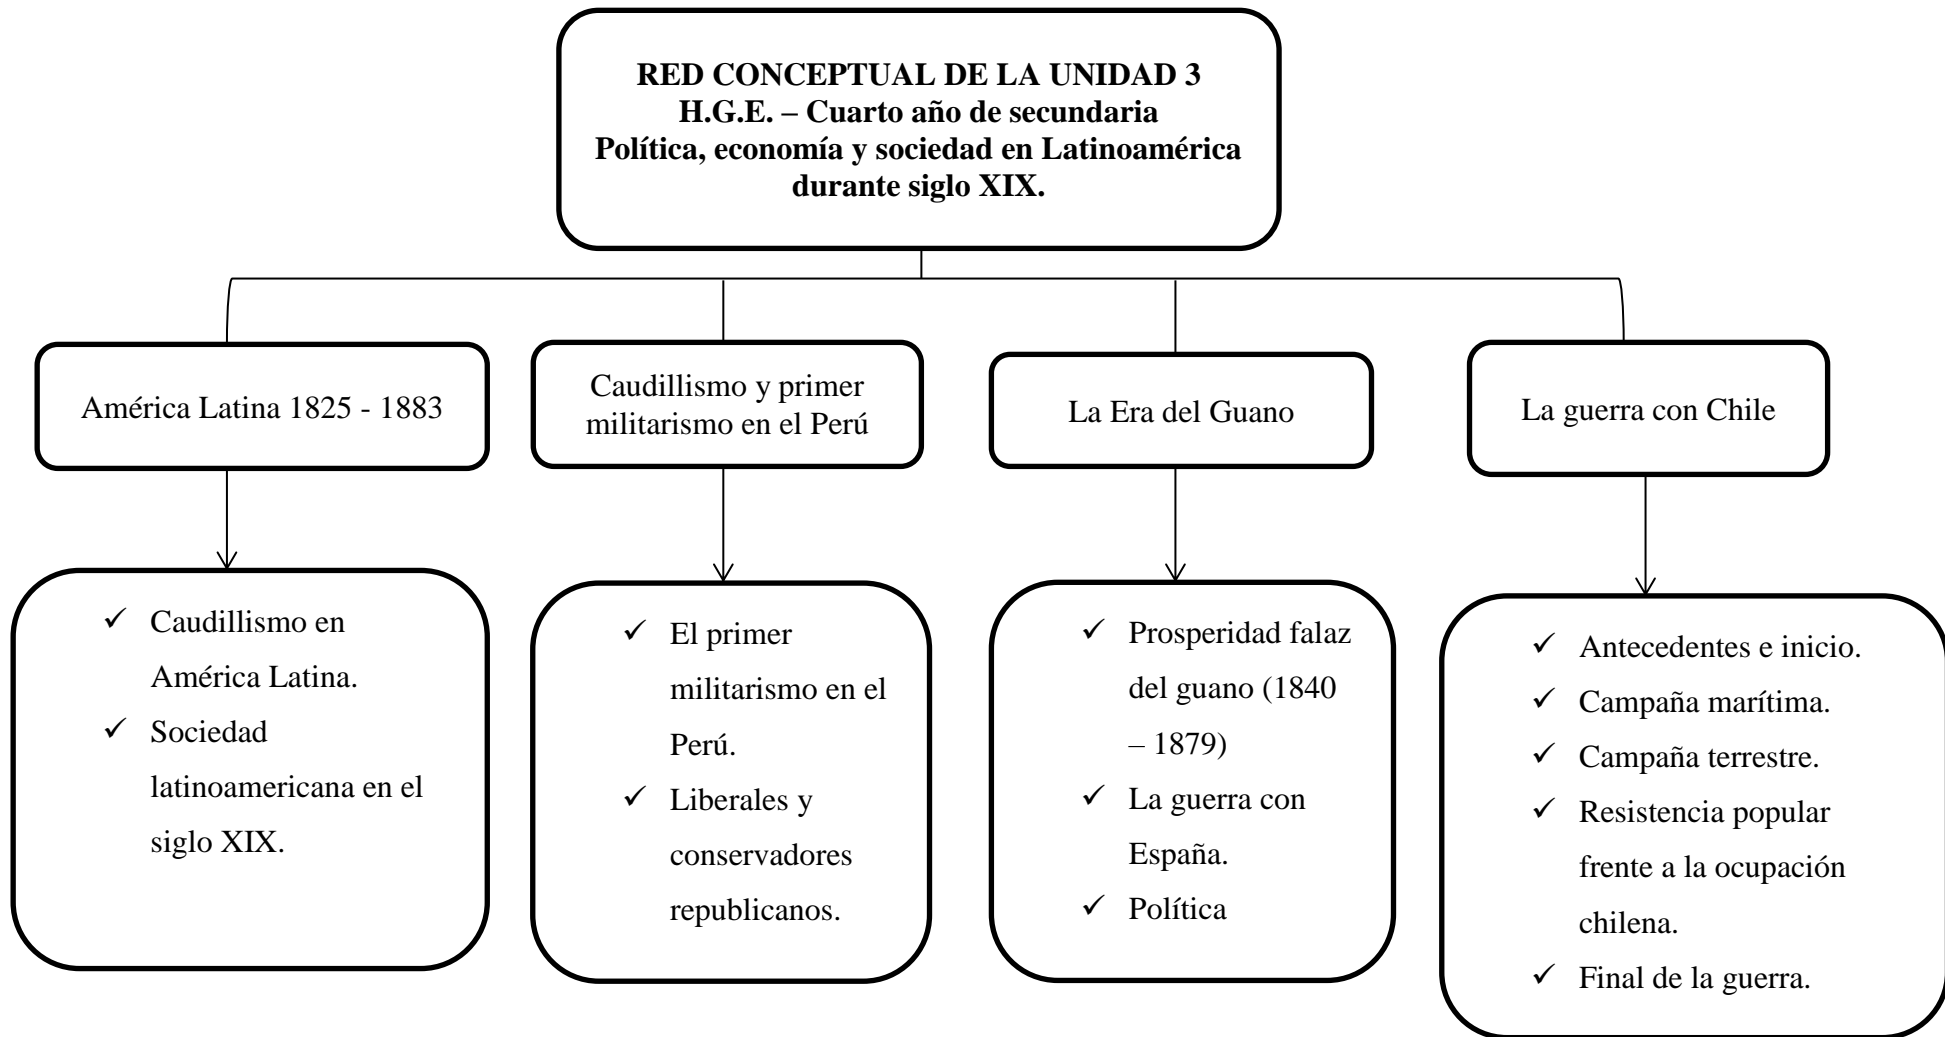 RED CONCEPTUAL DE LA UNIDAD 3
H.G.E. – Cuarto año de secundaria
Política, economía y sociedad en Latinoamérica
durante siglo XIX.
América Latina 1825 - 1883
Caudillismo y primer
militarismo en el Perú
La Era del Guano
La guerra con Chile
✓ Caudillismo en
América Latina.
✓ Sociedad
latinoamericana en el
siglo XIX.
✓ El primer
militarismo en el
Perú.
✓ Liberales y
conservadores
republicanos.
✓ Prosperidad falaz
del guano (1840
– 1879)
✓ La guerra con
España.
✓ Política
✓ Antecedentes e inicio.
✓ Campaña marítima.
✓ Campaña terrestre.
✓ Resistencia popular
frente a la ocupación
chilena.
✓ Final de la guerra.